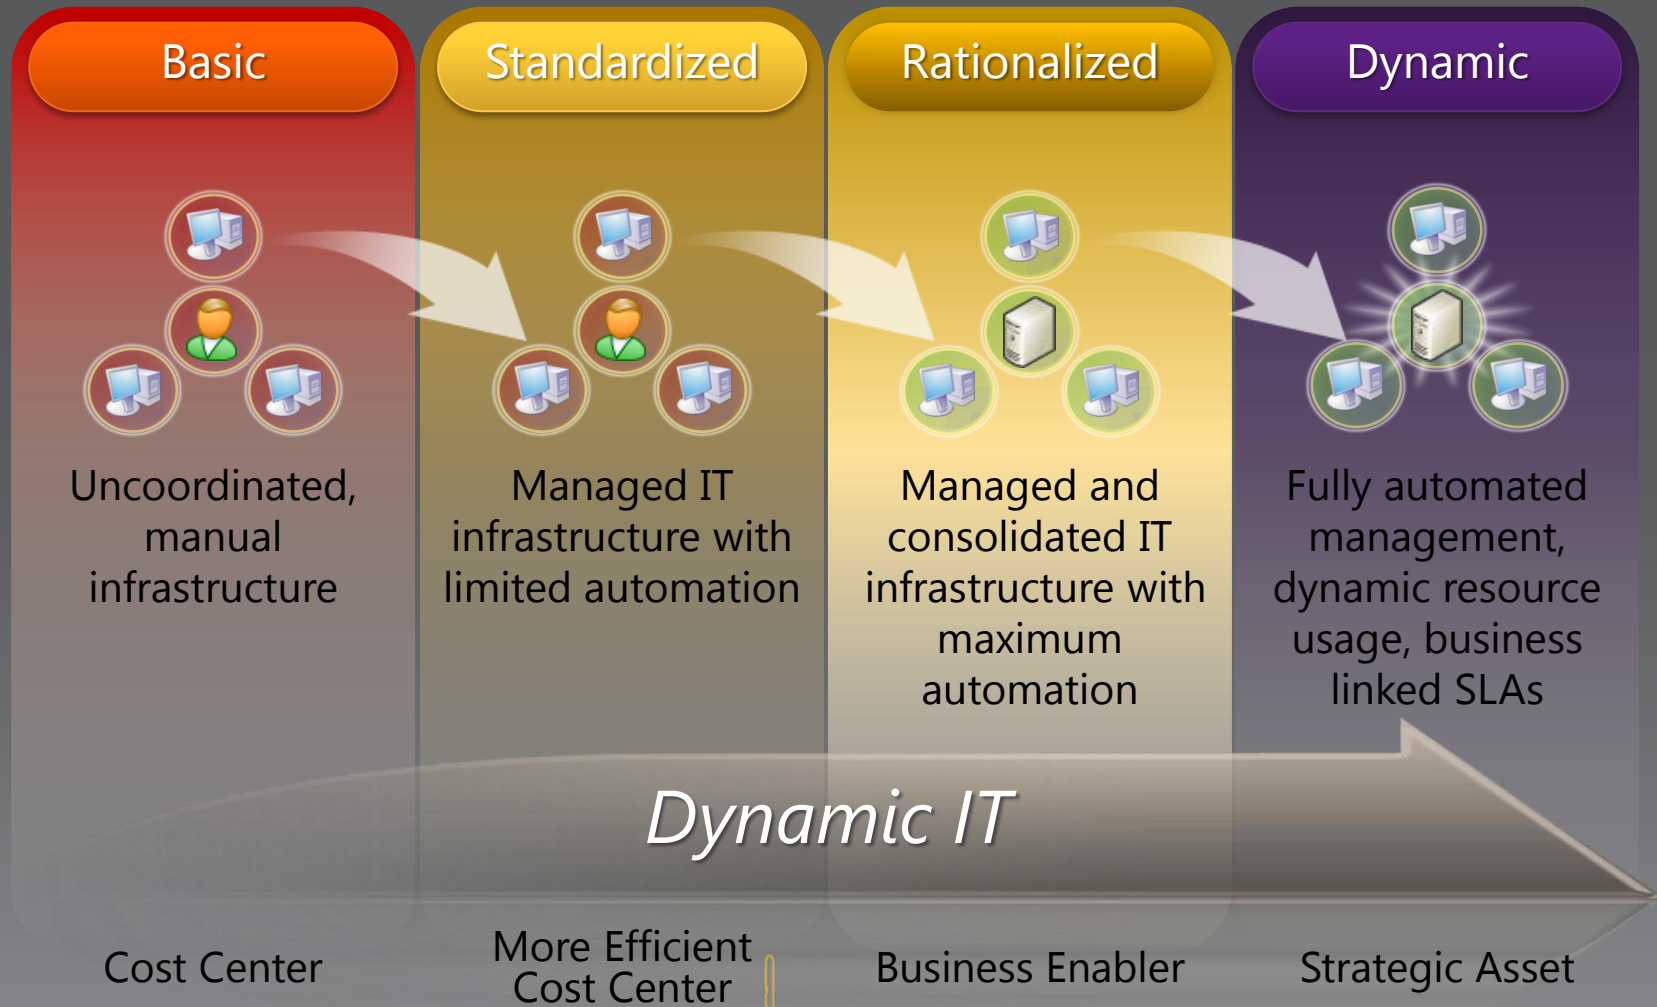 Basic
Standardized
Rationalized
Dynamic
Uncoordinated,
manual
infrastructure
Managed IT
infrastructure with
limited automation
Managed and
consolidated IT
infrastructure with
maximum
automation
Fully automated
management,
dynamic resource
usage, business
linked SLAs
Dynamic IT
Cost Center
More Efficient
Cost Center
Business Enabler
Strategic Asset